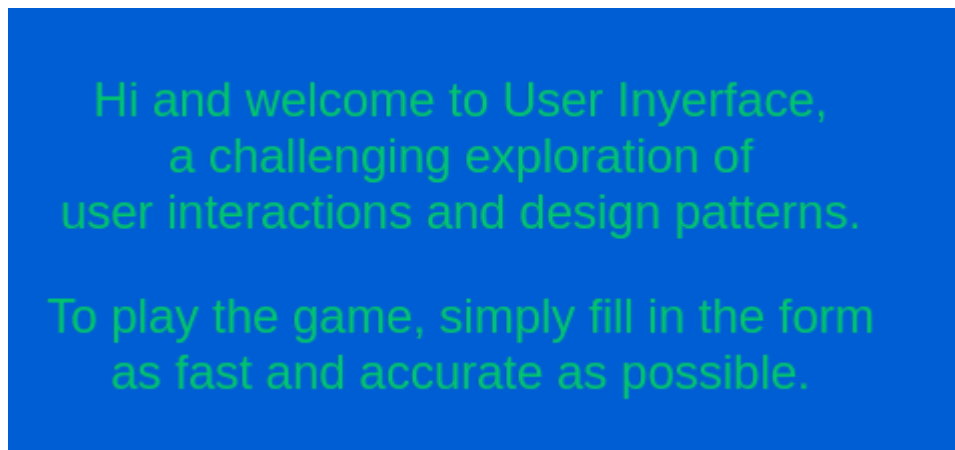 Hi and welcome to User Inyerface,
a challenging exploration of
user interactions and design patterns.
To play the game, simply fill in the form
as fast and accurate as possible.